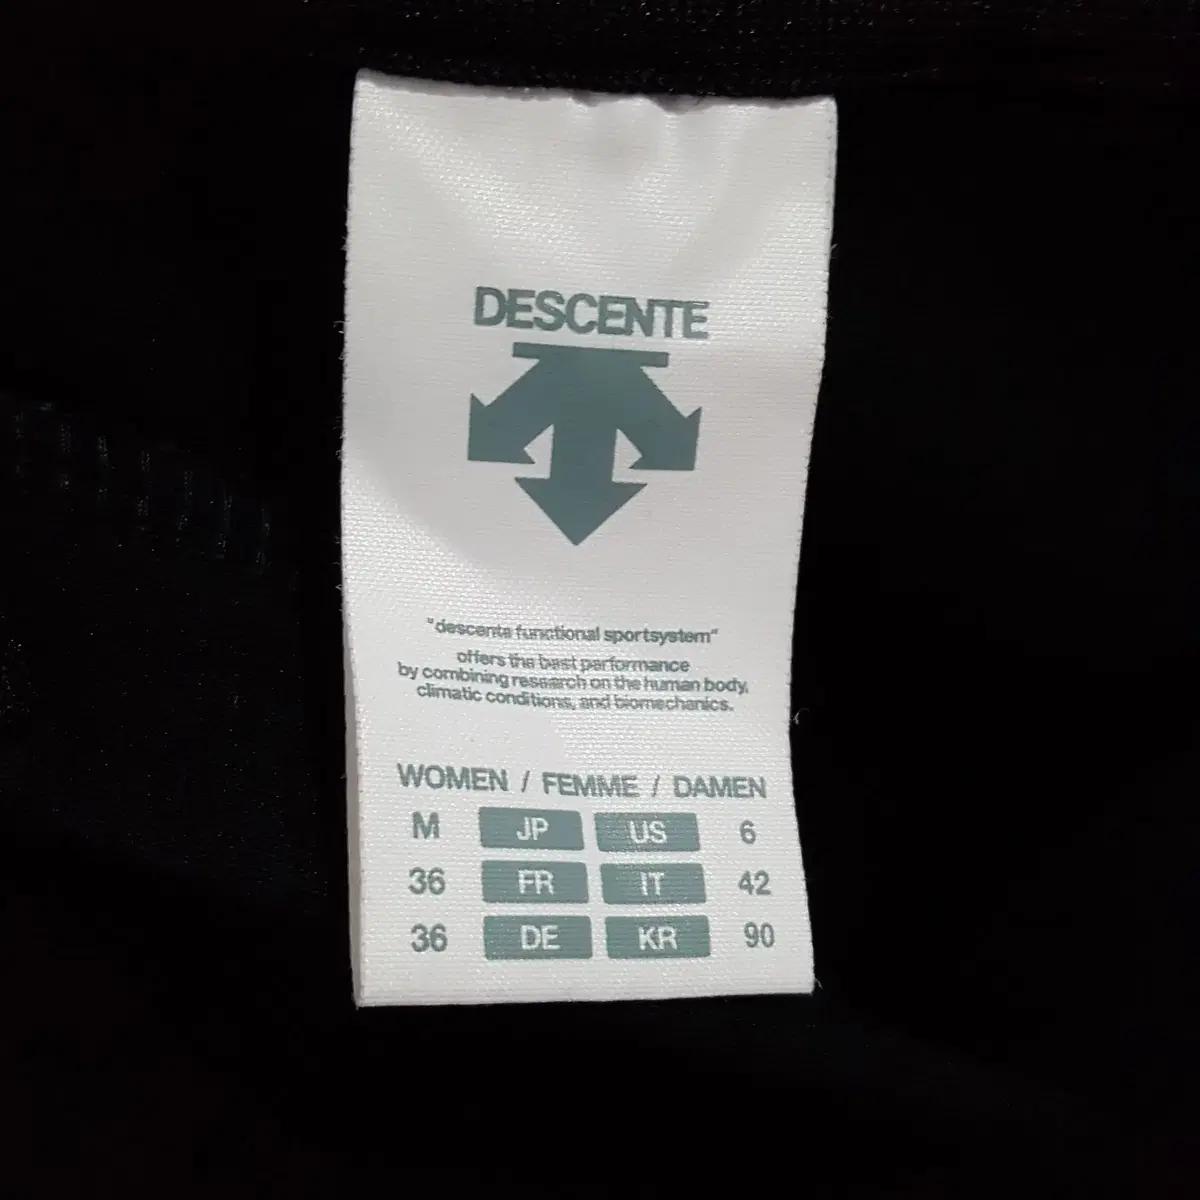 DESCENTE
"descente functional sportsystem"
offers the best performance
by combining research on the human body,
climatic conditions, and biomechanics.
WOMEN / FEMME / DAMEN
M JP US 6
36 FR IT 42
36 DE KR 90